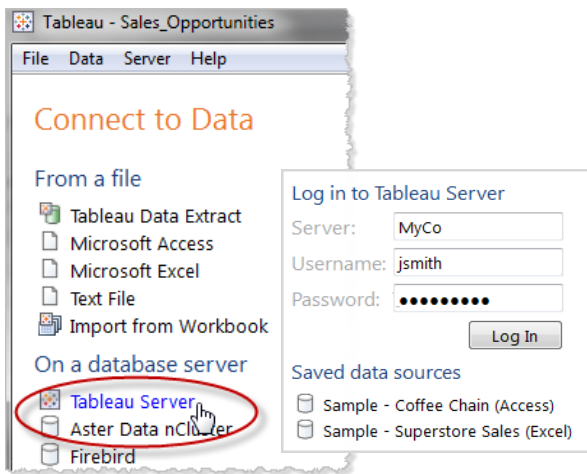 Tableau - Sales_Opportunities
File Data Server Help
Connect to Data
From a file
Tableau Data Extract
Microsoft Access
Microsoft Excel
Text File
Import from Workbook
On a database server
Tableau Server
Aster Data nCluster
Firebird
Log in to Tableau Server
Server: MyCo
Username: jsmith
Password: ●●●●●●●●●
Log In
Saved data sources
Sample - Coffee Chain (Access)
Sample - Superstore Sales (Excel)